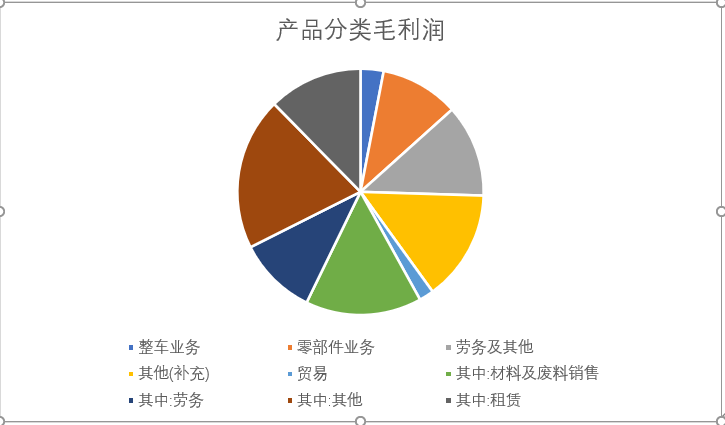 产品分类毛利润
整车业务 零部件业务 劳务及其他
其他(补充) 贸易 其中:材料及废料销售
其中:劳务 其中:其他 其中:租赁